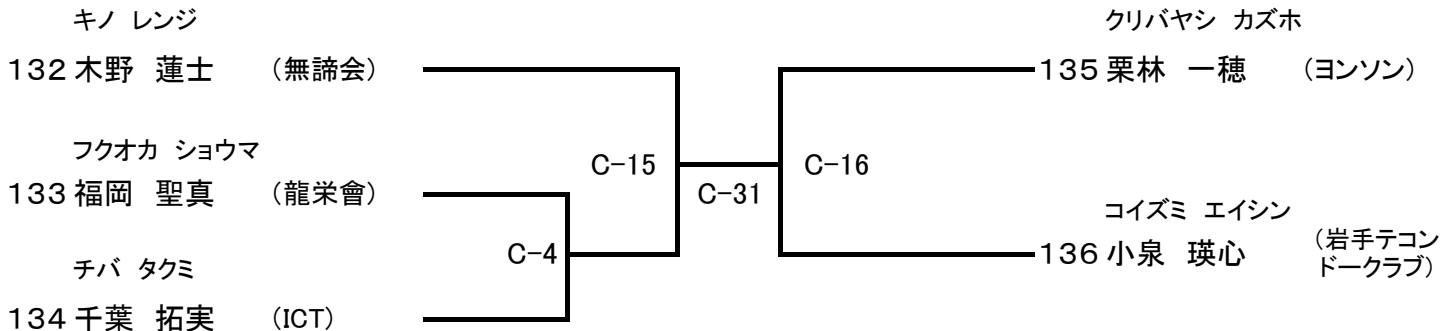 キノ レンジ
132 木野 蓮士 (無諦会)
フクオカ ショウマ
133 福岡 聖真 (龍栄會)
チバ タクミ
134 千葉 拓実 (ICT)
C-15
C-4
C-31
C-16
クリバヤシ カズホ
135 栗林 一穂 (ヨンソン)
コイズミ エイシン
136 小泉 瑛心 (岩手テコン
ドークラブ)